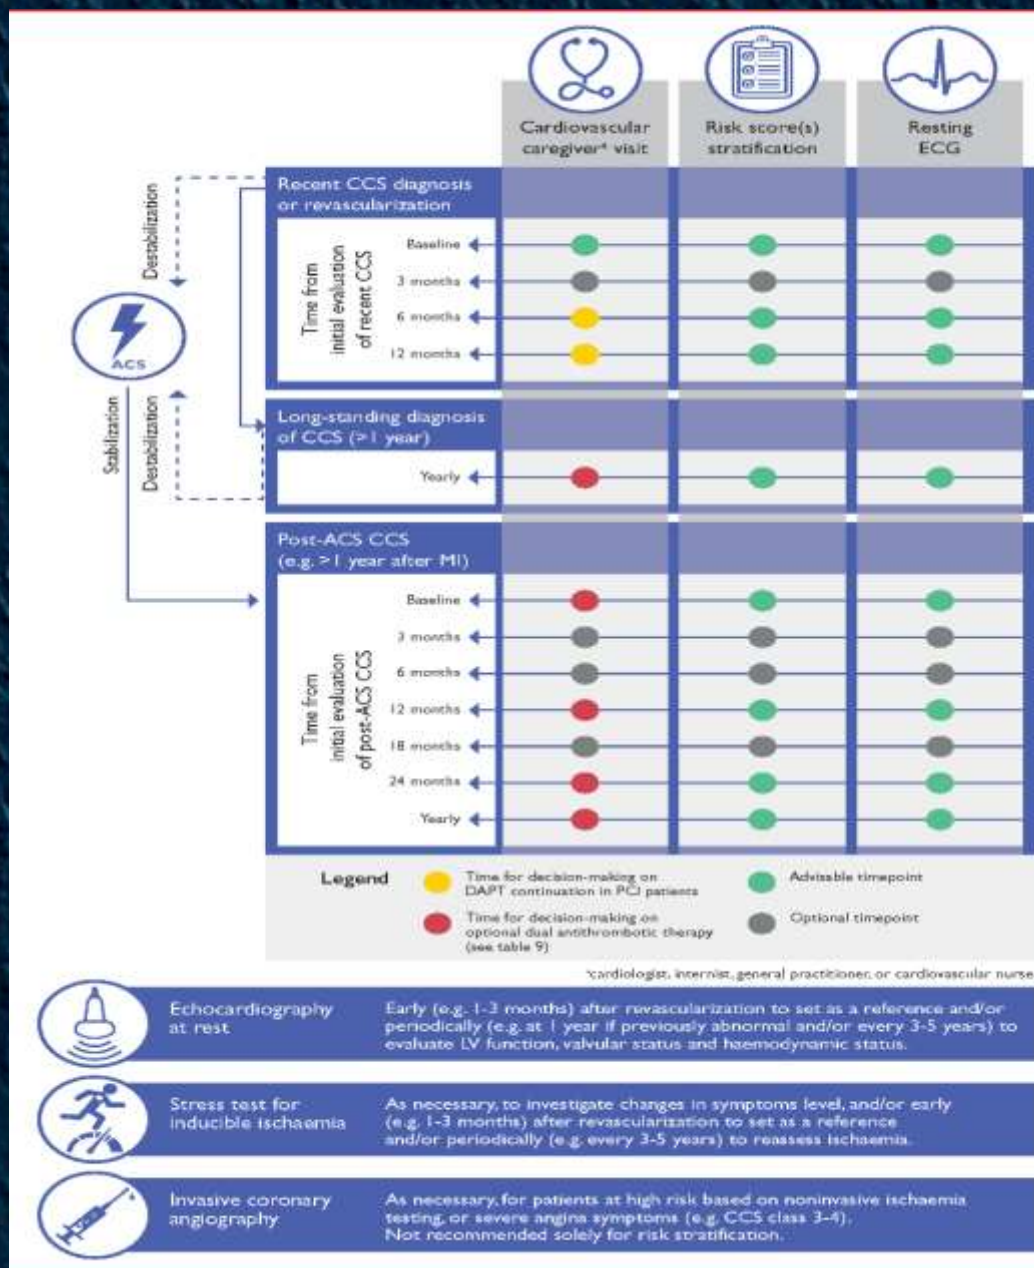 Cardiovascular
caregiver* visit
Risk score(s)
stratification
Resting
ECG
Recent CCS diagnosis
or revascularization
Time from
initial evaluation
of recent CCS
Baseline
3 months
6 months
12 months
Destabilization
ACS
Stabilization
Destabilization
Long-standing diagnosis
of CCS (>1 year)
Yearly
Post-ACS CCS
(e.g. >1 year after MI)
Time from
initial evaluation
of post-ACS CCS
Baseline
3 months
6 months
12 months
18 months
24 months
Yearly
Legend
Time for decision-making on
DAPT continuation in PCI patients
Advisable timepoint
Time for decision-making on
optional dual antithrombotic therapy
(see table 9)
Optional timepoint
*cardiologist, internist, general practitioner, or cardiovascular nurse
Echocardiography
at rest
Early (e.g. 1-3 months) after revascularization to set as a reference and/or
periodically (e.g. at 1 year if previously abnormal and/or every 3-5 years) to
evaluate LV function, valvular status and haemodynamic status.
Stress test for
inducible ischaemia
As necessary, to investigate changes in symptoms level, and/or early
(e.g. 1-3 months) after revascularization to set as a reference
and/or periodically (e.g. every 3-5 years) to reassess ischaemia.
Invasive coronary
angiography
As necessary, for patients at high risk based on noninvasive ischaemia
testing, or severe angina symptoms (e.g. CCS class 3-4).
Not recommended solely for risk stratification.